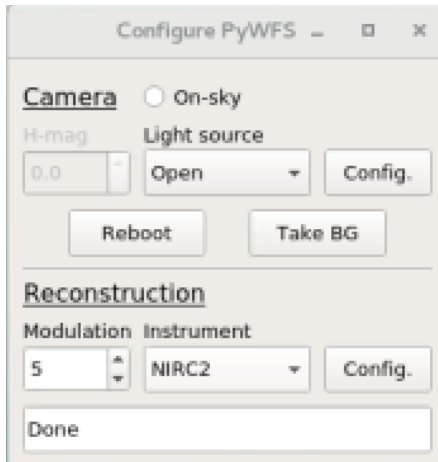 Configure PyWFS
Camera On-sky
H-mag Light source
0.0 Open Config.
Reboot Take BG
Reconstruction
Modulation Instrument
5 NIRC2 Config.
Done